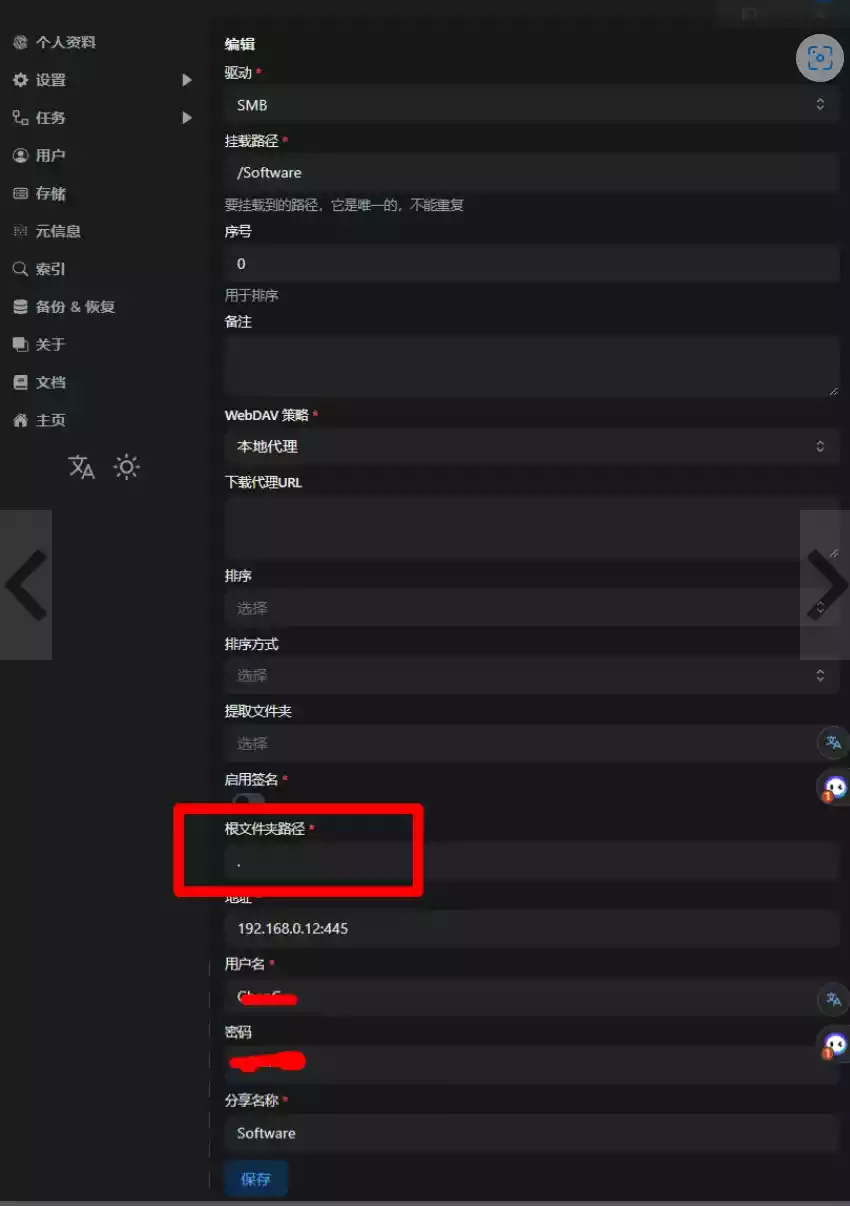 个人资料
设置
任务
用户
存储
元信息
索引
备份 & 恢复
关于
文档
主页
编辑
驱动 *
SMB
挂载路径 *
/Software
要挂载到的路径，它是唯一的，不能重复
序号
0
用于排序
备注
WebDAV 策略 *
本地代理
下载代理URL
排序
选择
排序方式
选择
提取文件夹
选择
启用签名 *
根文件夹路径 *
.
地址 *
192.168.0.12:445
用户名 *
密码
分享名称 *
Software
保存
1
1